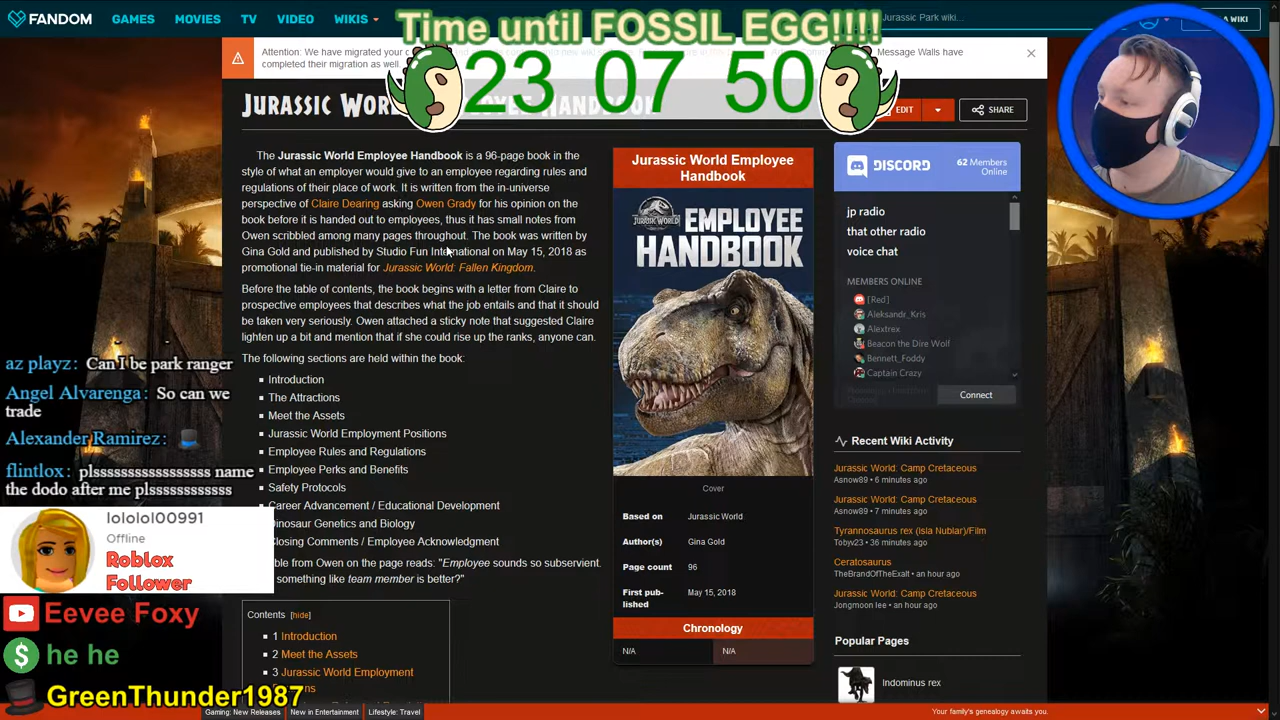 FANDOM
GAMES
MOVIES
TV
VIDEO
WIKIS
Jurassic Park wiki...
WIKI
Time until FOSSIL EGG!!!!
23 07 50
Attention: We have migrated your
Message Walls have
completed their migration as well.
EDIT
SHARE
The Jurassic World Employee Handbook is a 96-page book in the
style of what an employer would give to an employee regarding rules and
regulations of their place of work. It is written from the in-universe
perspective of Claire Dearing asking Owen Grady for his opinion on the
book before it is handed out to employees, thus it has small notes from
Owen scribbled among many pages throughout. The book was written by
Gina Gold and published by Studio Fun International on May 15, 2018 as
promotional tie-in material for Jurassic World: Fallen Kingdom.
Before the table of contents, the book begins with a letter from Claire to
prospective employees that describes what the job entails and that it should
be taken very seriously. Owen attached a sticky note that suggested Claire
lighten up a bit and mention that if she could rise up the ranks, anyone can.
The following sections are held within the book:
Introduction
The Attractions
Meet the Assets
Jurassic World Employment Positions
Employee Rules and Regulations
Employee Perks and Benefits
Safety Protocols
Career Advancement / Educational Development
Dinosaur Genetics and Biology
Closing Comments / Employee Acknowledgment
from Owen on the page reads: "Employee sounds so subservient.
something like team member is better?"
Contents [hide]
1 Introduction
2 Meet the Assets
3 Jurassic World Employment
Jurassic World Employee
Handbook
JURASSIC WORLD
EMPLOYEE
HANDBOOK
Cover
Based on
Jurassic World
Author(s)
Gina Gold
Page count
96
First pub-
lished
May 15, 2018
Chronology
N/A
N/A
DISCORD
62 Members
Online
jp radio
that other radio
voice chat
MEMBERS ONLINE
[Red]
Aleksandr_Kris
Alextrex
Beacon the Dire Wolf
Bennett_Foddy
Captain Crazy
Connect
Recent Wiki Activity
Jurassic World: Camp Cretaceous
Asnow89 • 6 minutes ago
Jurassic World: Camp Cretaceous
Asnow89 • 7 minutes ago
Tyrannosaurus rex (Isla Nublar)/Film
Tobyv23 • 36 minutes ago
Ceratosaurus
TheBrandOfTheExalt • an hour ago
Jurassic World: Camp Cretaceous
Jongmoon lee • an hour ago
Popular Pages
Indominus rex
az playz: Can I be park ranger
Angel Alvarenga: So can we
trade
Alexander Ramirez:
flintlox: plssssssssssssssss name
the dodo after me plsssssssssss
lololol00991
Offline
Roblox
Follower
Eevee Foxy
he he
GreenThunder1987
Gaming: New Releases
New in Entertainment
Lifestyle: Travel
Your family's genealogy awaits you.